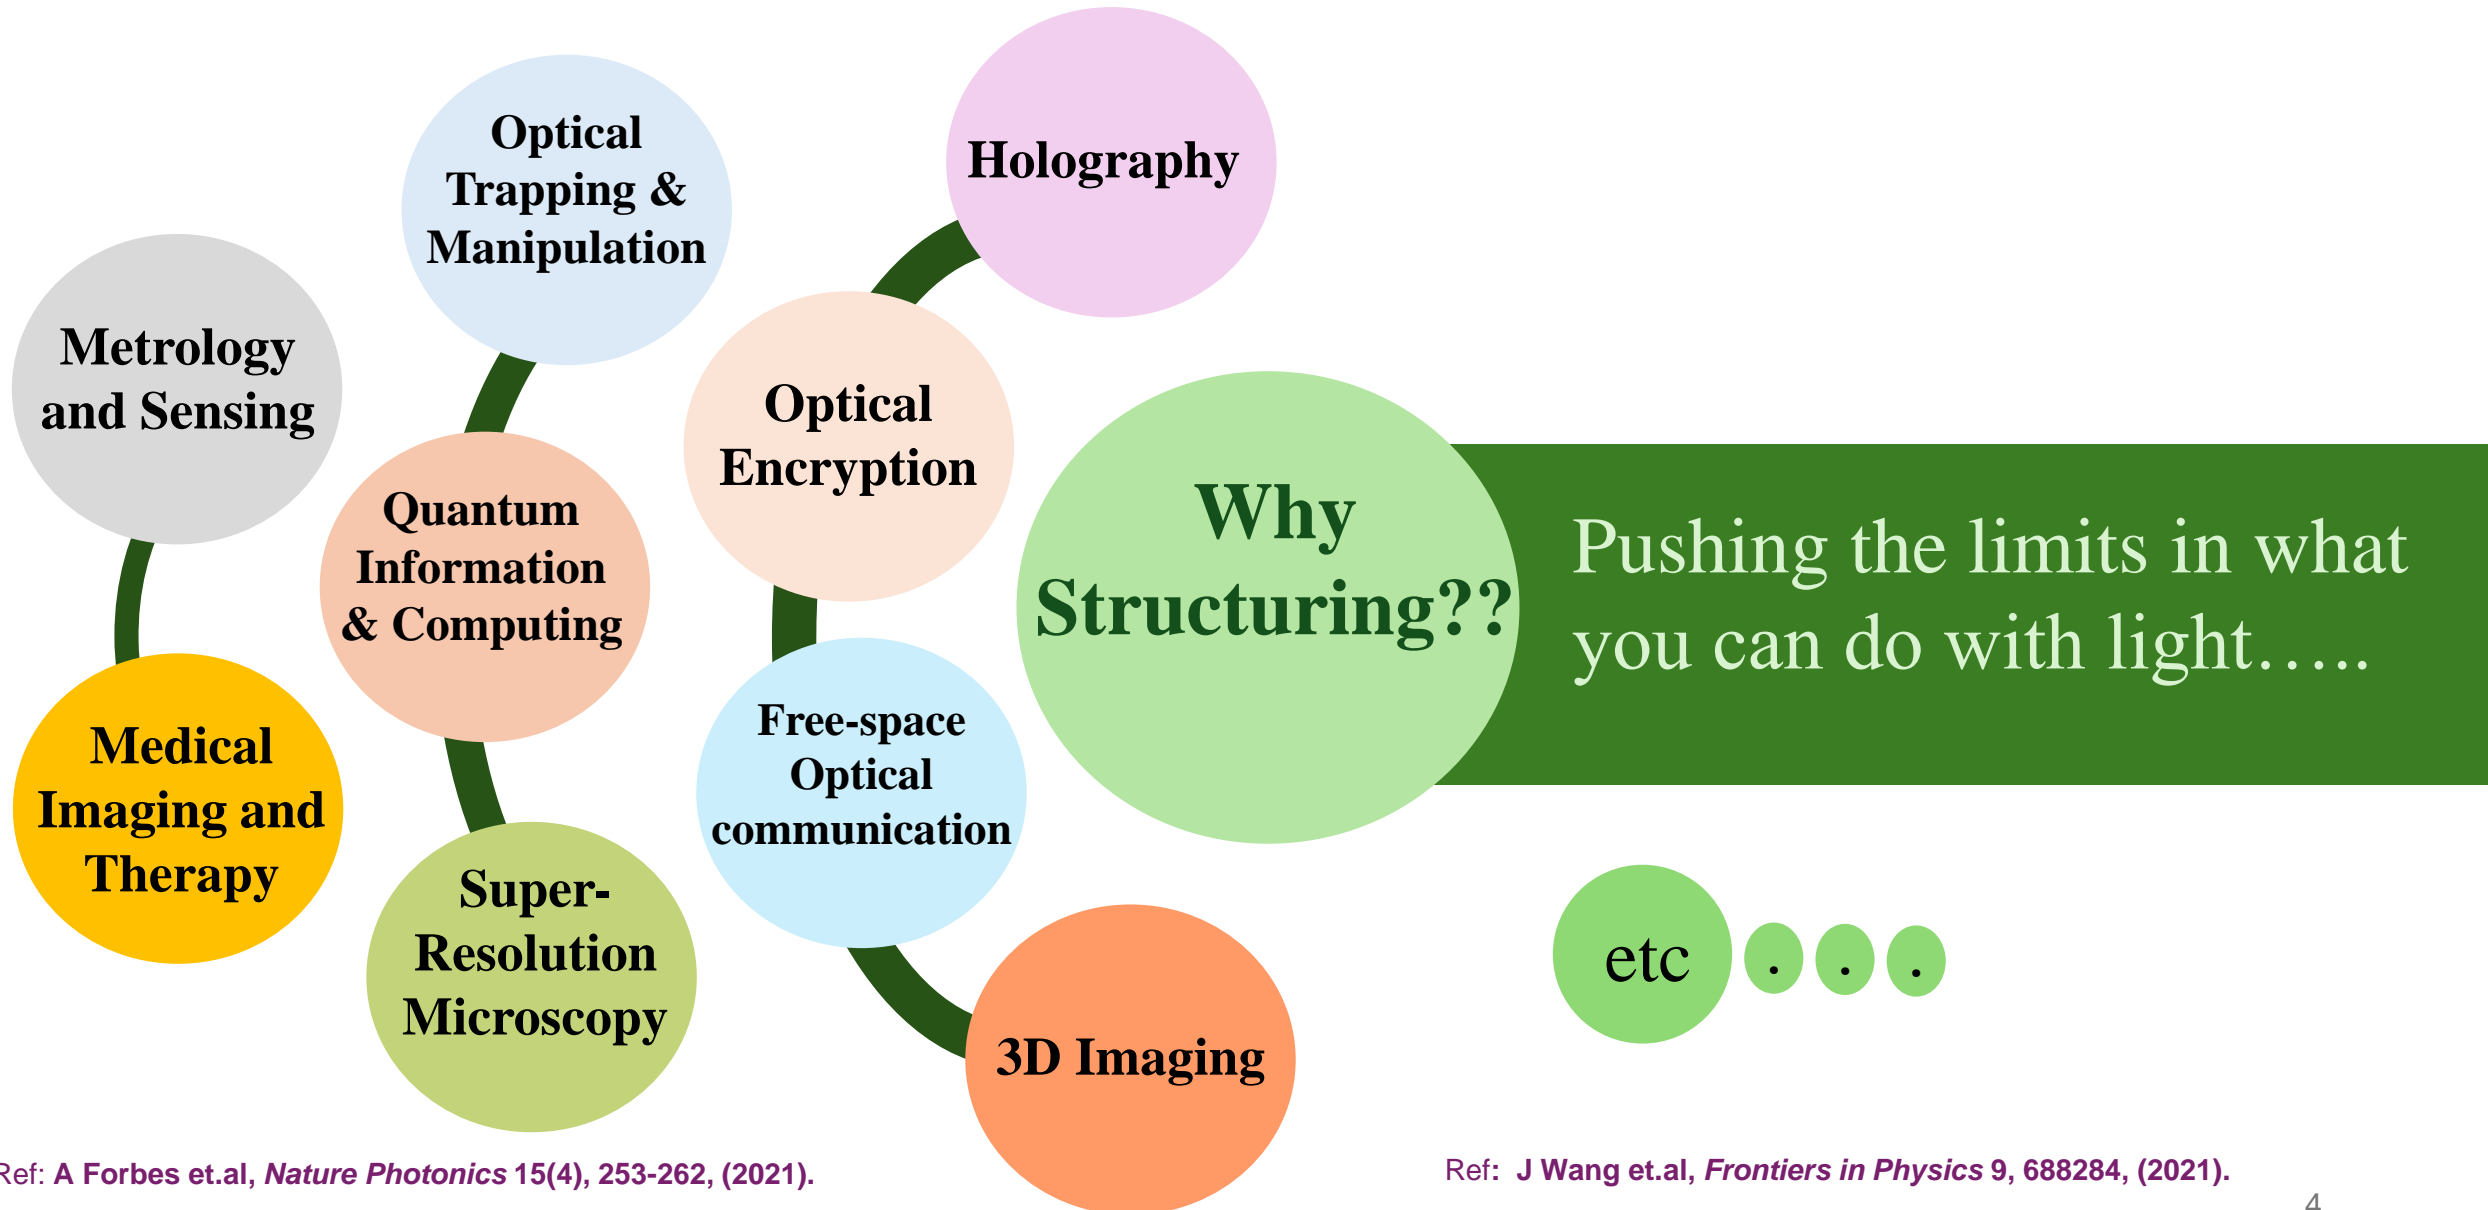 Metrology
and Sensing
Medical
Imaging and
Therapy
Optical
Trapping &
Manipulation
Quantum
Information
& Computing
Super-
Resolution
Microscopy
Holography
Optical
Encryption
Free-space
Optical
communication
3D Imaging
Why
Structuring??
Pushing the limits in what
you can do with light…..
etc . . .
Ref: A Forbes et.al, Nature Photonics 15(4), 253-262, (2021).
Ref: J Wang et.al, Frontiers in Physics 9, 688284, (2021).
4